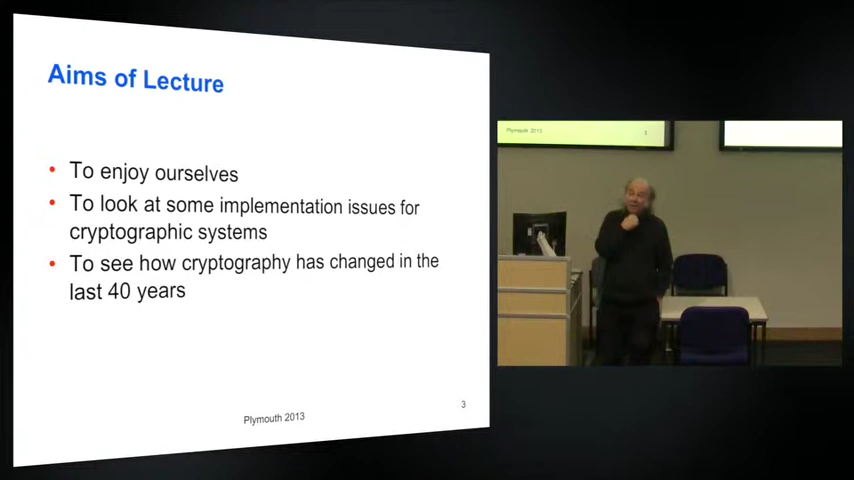 Aims of Lecture
• To enjoy ourselves
• To look at some implementation issues for
cryptographic systems
• To see how cryptography has changed in the
last 40 years
Plymouth 2013
3
Plymouth 2013
3